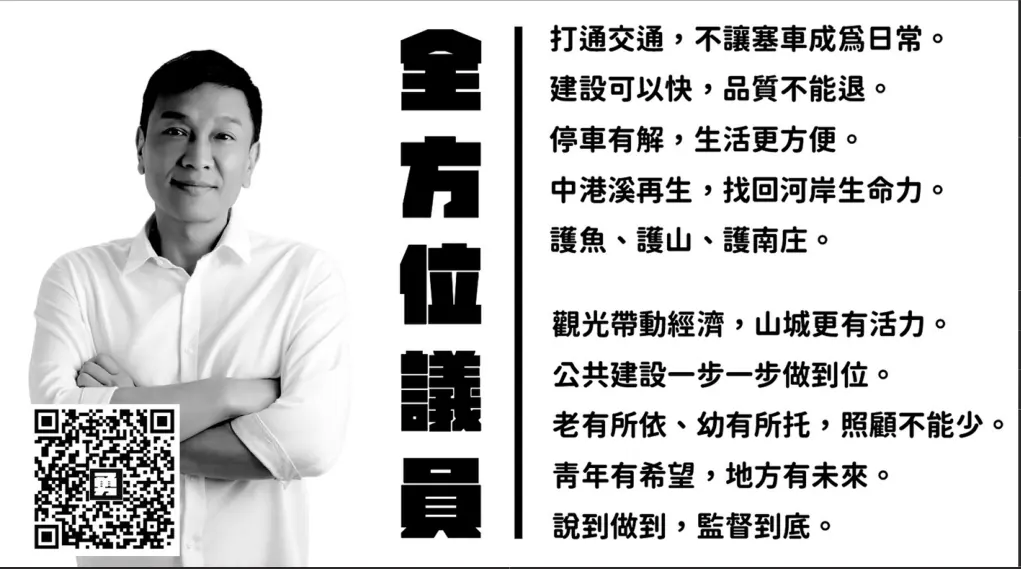 全方位議員
打通交通，不讓塞車成爲日常。
建設可以快，品質不能退。
停車有解，生活更方便。
中港溪再生，找回河岸生命力。
護魚、護山、護南庄。
觀光帶動經濟，山城更有活力。
公共建設一步一步做到位。
老有所依、幼有所托，照顧不能少。
青年有希望，地方有未來。
說到做到，監督到底。